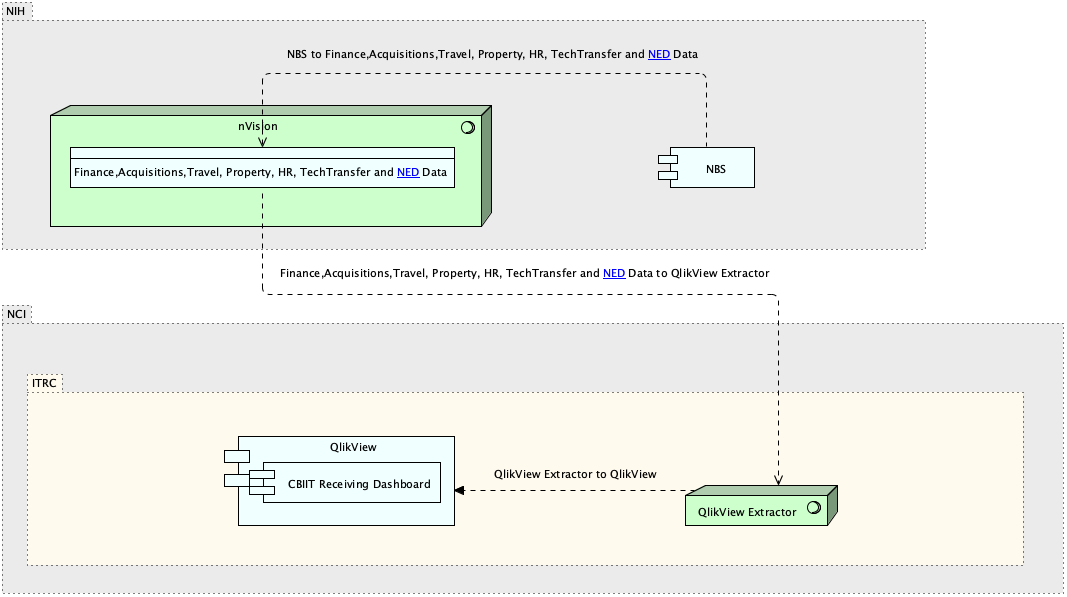 NIH
NBS to Finance,Acquisitions,Travel, Property, HR, TechTransfer and NED Data
nVision
Finance,Acquisitions,Travel, Property, HR, TechTransfer and NED Data
NBS
Finance,Acquisitions,Travel, Property, HR, TechTransfer and NED Data to QlikView Extractor
NCI
ITRC
QlikView
CBIIT Receiving Dashboard
QlikView Extractor to QlikView
QlikView Extractor